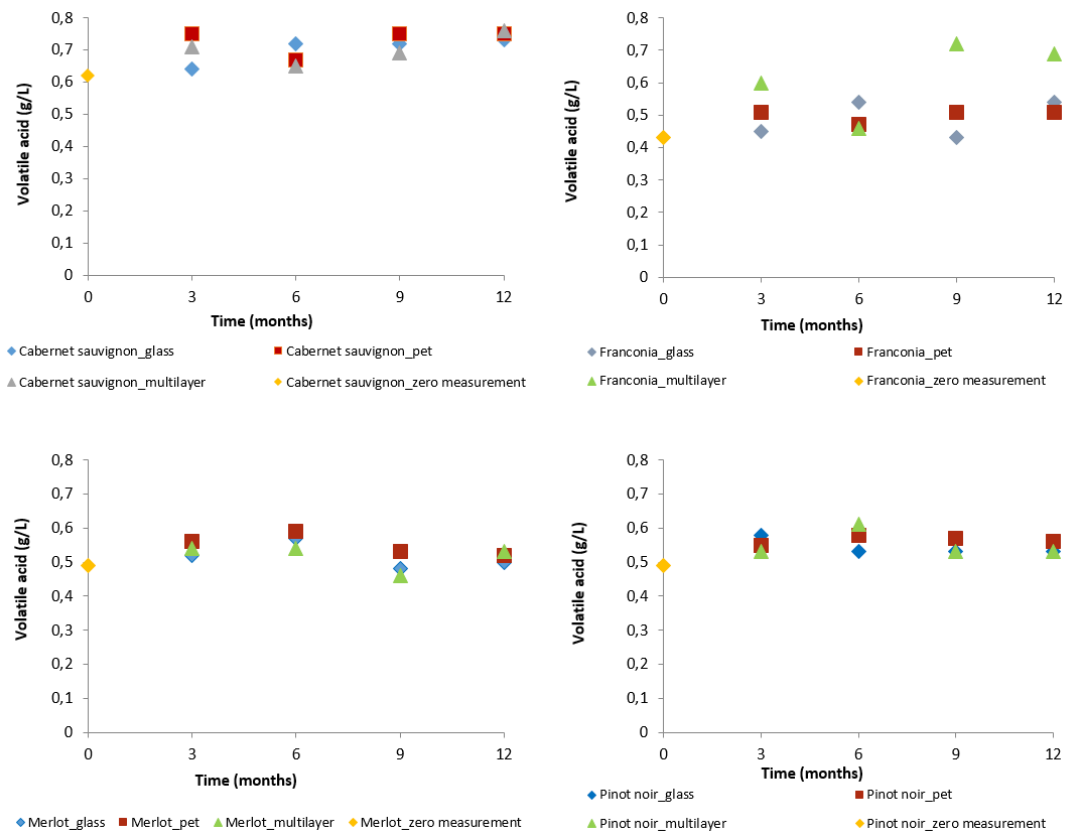 0,8
0,7
0,6
0,5
0,4
0,3
0,2
0,1
0
Volatile acid (g/L)
0 3 6 9 12
Time (months)
Cabernet sauvignon_glass Cabernet sauvignon_pet
Cabernet sauvignon_multilayer Cabernet sauvignon_zero measurement
0,8
0,7
0,6
0,5
0,4
0,3
0,2
0,1
0
Volatile acid (g/L)
0 3 6 9 12
Time (months)
Franconia_glass Franconia_pet
Franconia_multilayer Franconia_zero measurement
0,8
0,7
0,6
0,5
0,4
0,3
0,2
0,1
0
Volatile acid (g/L)
0 3 6 9 12
Time (months)
Merlot_glass Merlot_pet Merlot_multilayer Merlot_zero measurement
0,8
0,7
0,6
0,5
0,4
0,3
0,2
0,1
0
Volatile acid (g/L)
0 3 6 9 12
Time (months)
Pinot noir_glass Pinot noir_pet
Pinot noir_multilayer Pinot noir_zero measurement